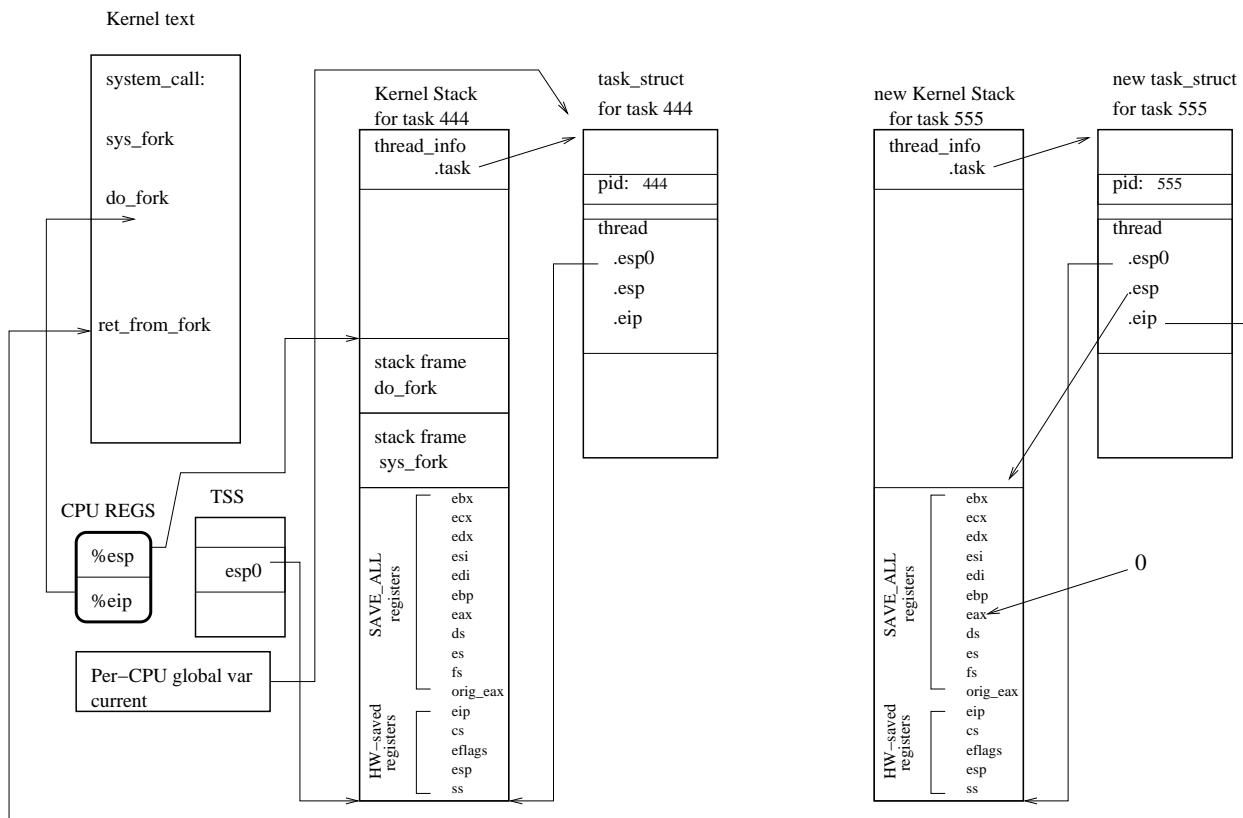 Kernel text
system_call:
sys_fork
do_fork
ret_from_fork
CPU REGS
%esp
%eip
TSS
esp0
Per−CPU global var
current
Kernel Stack
for task 444
thread_info
.task
stack frame
do_fork
stack frame
sys_fork
SAVE_ALL
registers
ebx
ecx
edx
esi
edi
ebp
eax
ds
es
fs
orig_eax
HW−saved
registers
eip
cs
eflags
esp
ss
task_struct
for task 444
pid: 444
thread
.esp0
.esp
.eip
new Kernel Stack
for task 555
thread_info
.task
SAVE_ALL
registers
ebx
ecx
edx
esi
edi
ebp
eax
ds
es
fs
orig_eax
HW−saved
registers
eip
cs
eflags
esp
ss
new task_struct
for task 555
pid: 555
thread
.esp0
.esp
.eip
0